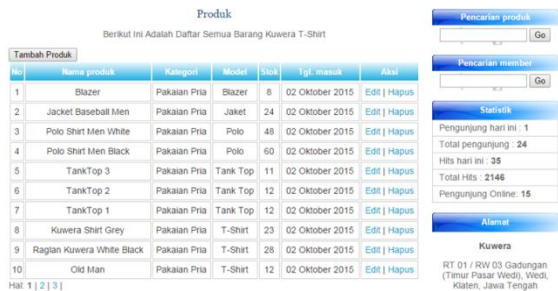 Produk
Berikut Ini Adalah Daftar Semua Barang Kuwera T-Shirt
Tambah Produk
No Nama produk Kategori Model Stok Tgl. masuk Aksi
1 Blazer Pakaian Pria Blazer 8 02 Oktober 2015 Edit | Hapus
2 Jacket Baseball Men Pakaian Pria Jaket 24 02 Oktober 2015 Edit | Hapus
3 Polo Shirt Men White Pakaian Pria Polo 48 02 Oktober 2015 Edit | Hapus
4 Polo Shirt Men Black Pakaian Pria Polo 60 02 Oktober 2015 Edit | Hapus
5 TankTop 3 Pakaian Pria Tank Top 11 02 Oktober 2015 Edit | Hapus
6 TankTop 2 Pakaian Pria Tank Top 12 02 Oktober 2015 Edit | Hapus
7 TankTop 1 Pakaian Pria Tank Top 12 02 Oktober 2015 Edit | Hapus
8 Kuwera Shirt Grey Pakaian Pria T-Shirt 23 02 Oktober 2015 Edit | Hapus
9 Raglan Kuwera White Black Pakaian Pria T-Shirt 28 02 Oktober 2015 Edit | Hapus
10 Old Man Pakaian Pria T-Shirt 12 02 Oktober 2015 Edit | Hapus
Hal: 1 | 2 | 3 |
Pencarian produk
Go
Pencarian member
Go
Statistik
Pengunjung hari ini : 1
Total pengunjung : 24
Hits hari ini : 35
Total Hits : 2146
Pengunjung Online: 15
Alamat
Kuwera
RT 01 / RW 03 Gadungan
(Timur Pasar Wedi), Wedi,
Klaten, Jawa Tengah